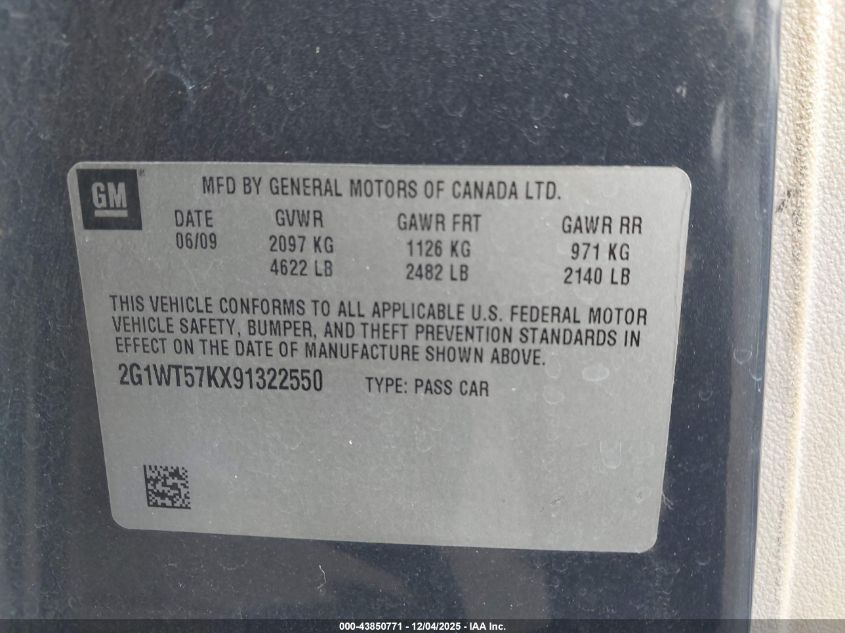 GM
MFD BY GENERAL MOTORS OF CANADA LTD.
DATE GVWR GAWR FRT GAWR RR
06/09 2097 KG 1126 KG 971 KG
4622 LB 2482 LB 2140 LB
THIS VEHICLE CONFORMS TO ALL APPLICABLE U.S. FEDERAL MOTOR
VEHICLE SAFETY, BUMPER, AND THEFT PREVENTION STANDARDS IN
EFFECT ON THE DATE OF MANUFACTURE SHOWN ABOVE.
2G1WT57KX91322550 TYPE: PASS CAR
000-43850771 - 12/04/2025 - IAA Inc.